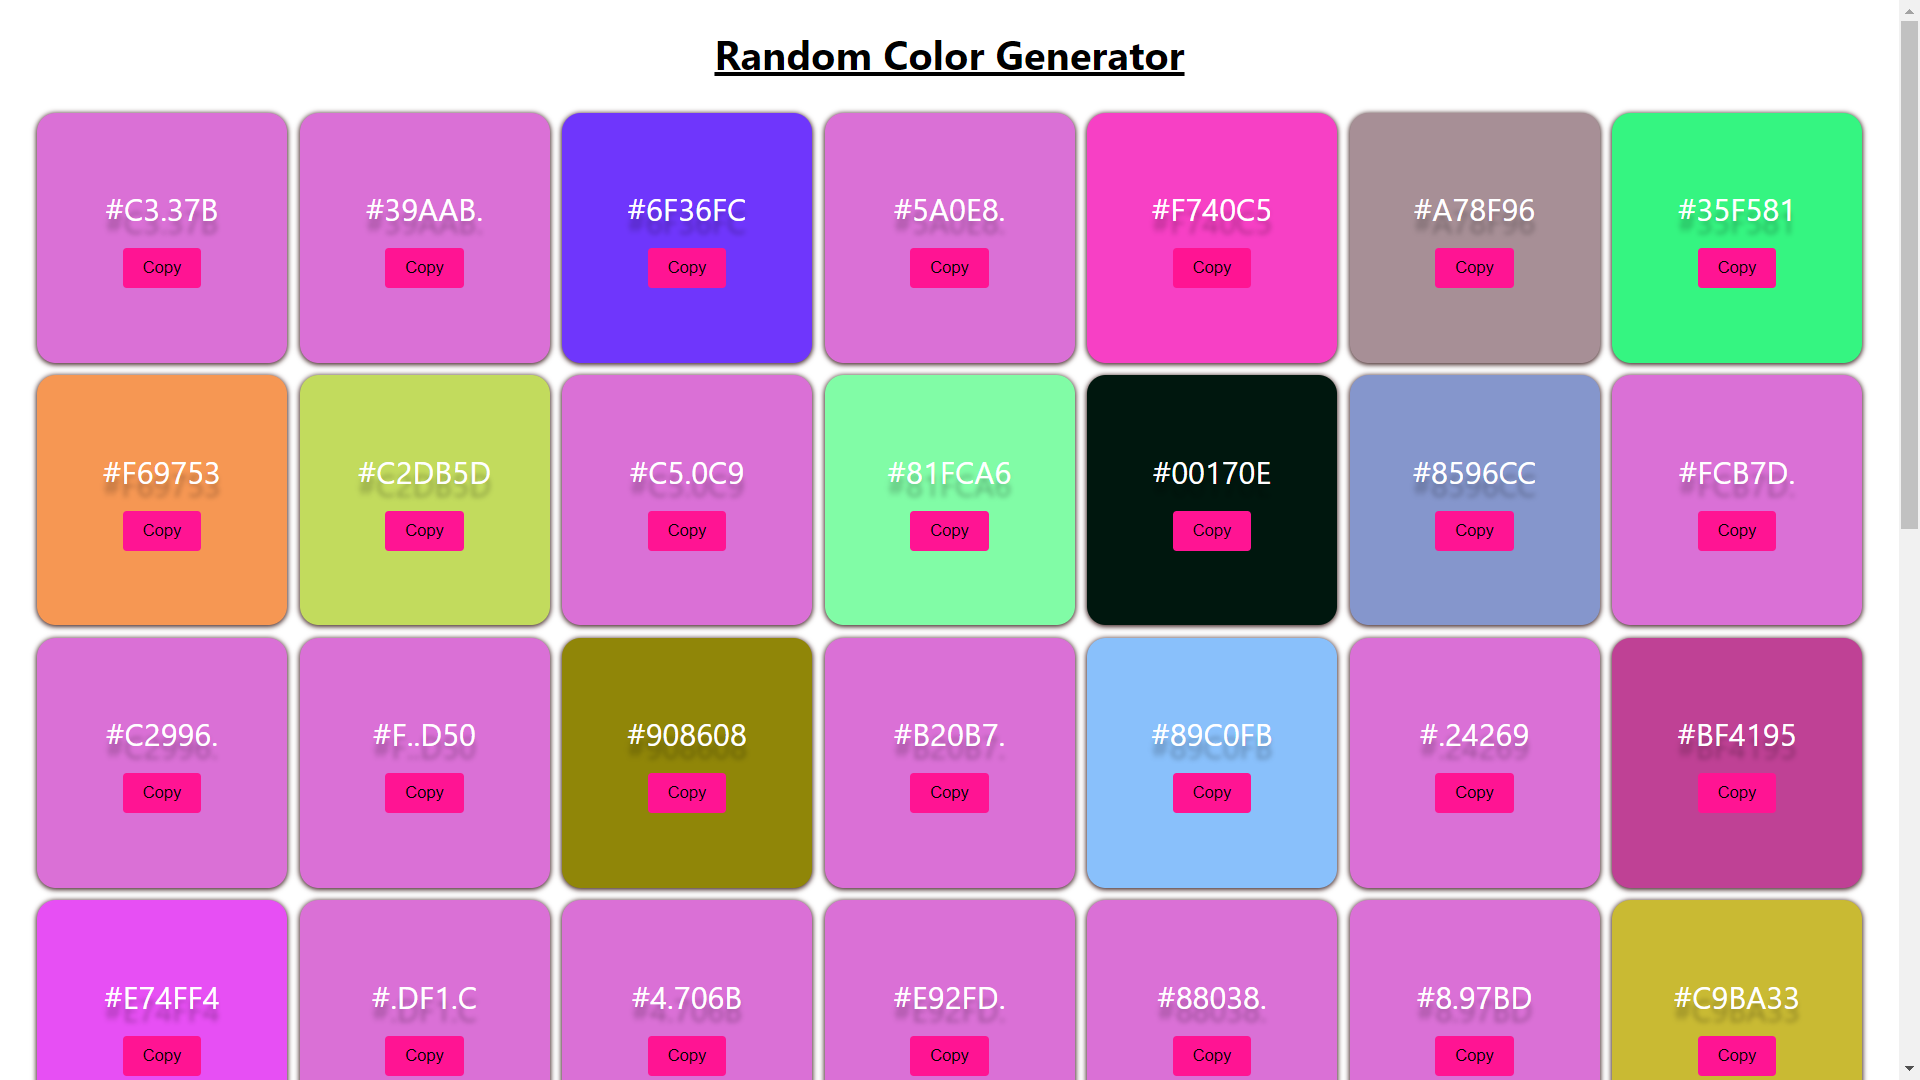 Random Color Generator
#C3.37B #39AAB. #6F36FC #5A0E8. #F740C5 #A78F96 #35F581
Copy Copy Copy Copy Copy Copy Copy
#F69753 #C2DB5D #C5.0C9 #81FCA6 #00170E #8596CC #FCB7D.
Copy Copy Copy Copy Copy Copy Copy
#C2996. #F..D50 #908608 #B20B7. #89C0FB #.24269 #BF4195
Copy Copy Copy Copy Copy Copy Copy
#E74FF4 #.DF1.C #4.706B #E92FD. #88038. #8.97BD #C9BA33
Copy Copy Copy Copy Copy Copy Copy